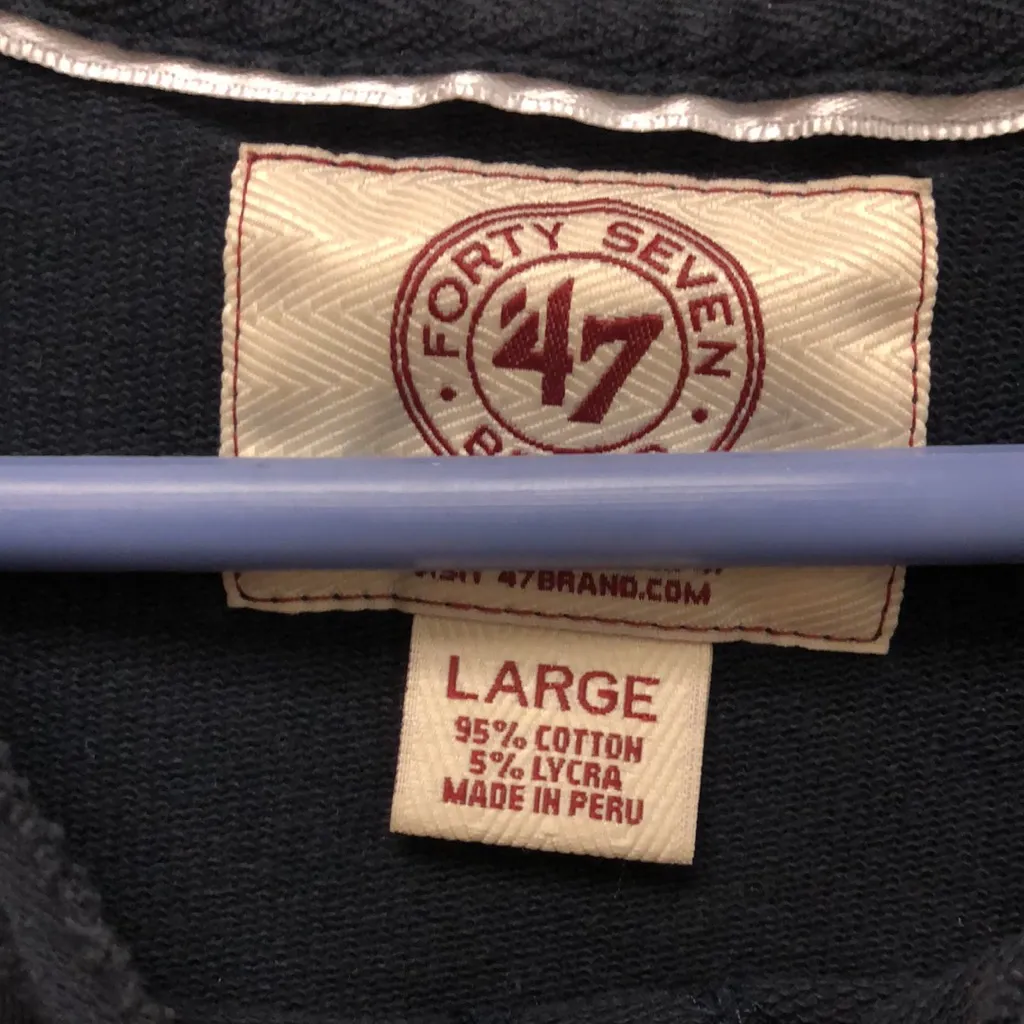 FORTY SEVEN
'47
47BRAND.COM
LARGE
95% COTTON
5% LYCRA
MADE IN PERU